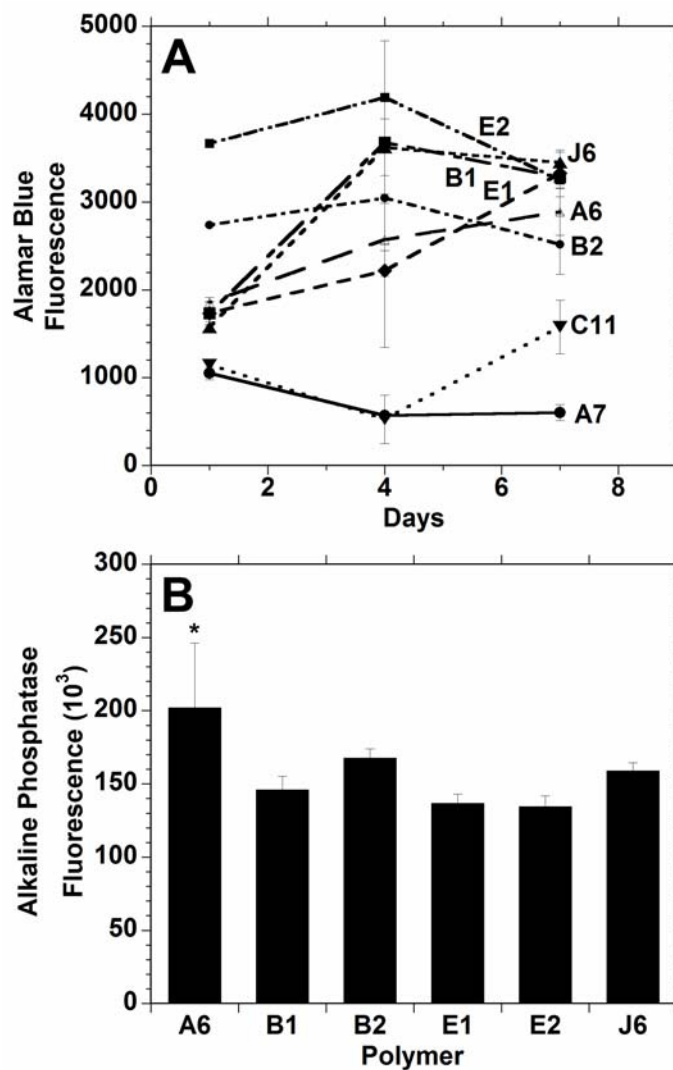 A
5000
4000
3000
2000
1000
0
Alamar Blue
Fluorescence
E2
J6
B1
E1
A6
B2
C11
A7
0 2 4 6 8
Days
B
300
250
200
150
100
50
0
Alkaline Phosphatase
Fluorescence (10³)
*
A6 B1 B2 E1 E2 J6
Polymer